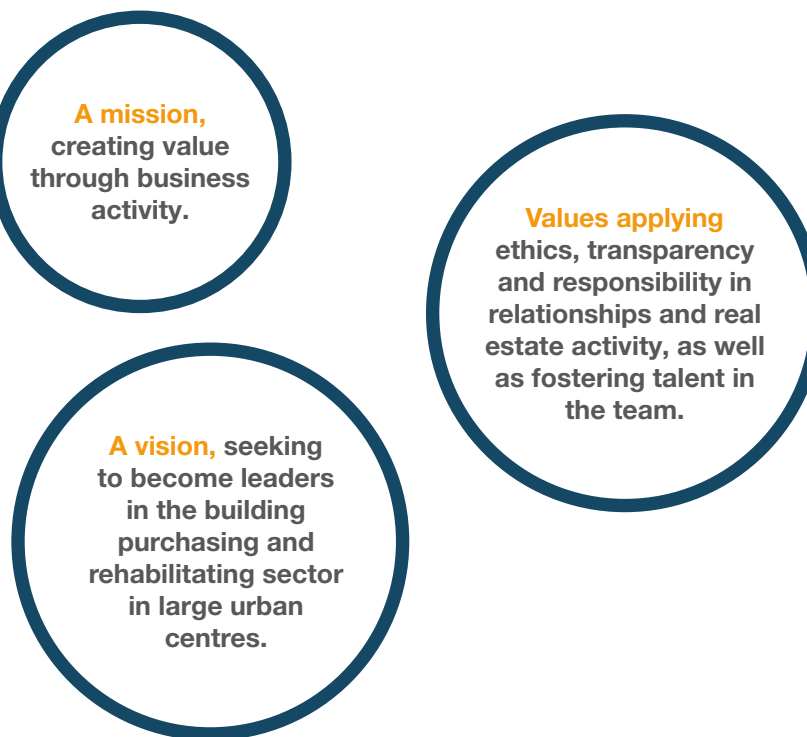 A mission,
creating value
through business
activity.
Values applying
ethics, transparency
and responsibility in
relationships and real
estate activity, as well
as fostering talent in
the team.
A vision, seeking
to become leaders
in the building
purchasing and
rehabilitating sector
in large urban
centres.